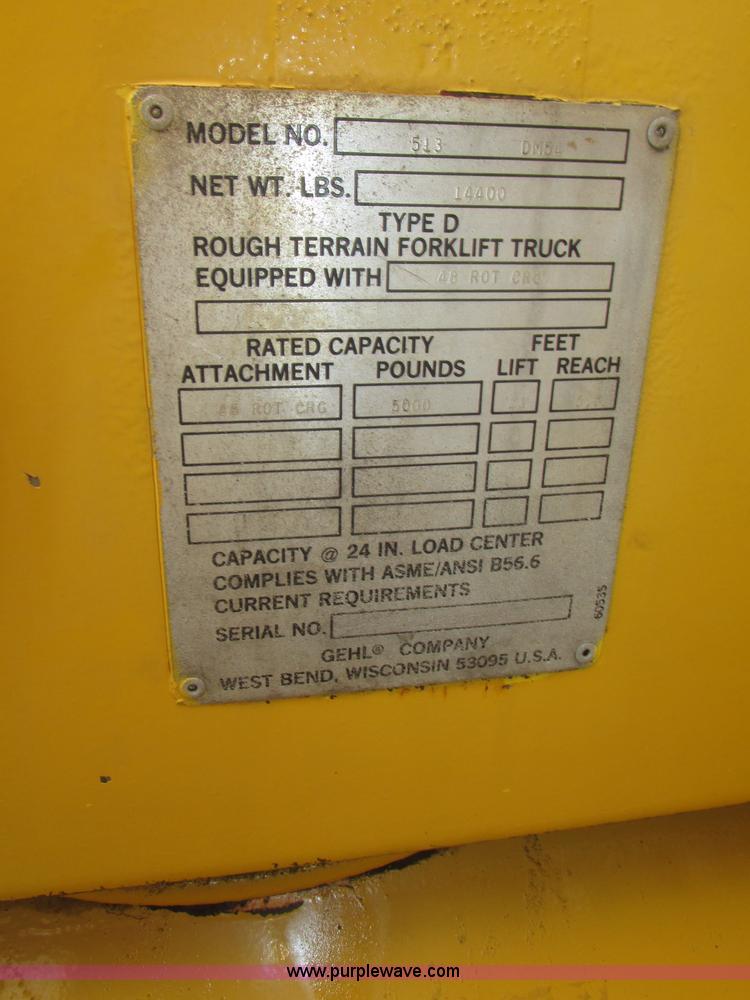 MODEL NO. 513 DM54
NET WT. LBS. 14400
TYPE D
ROUGH TERRAIN FORKLIFT TRUCK
EQUIPPED WITH 48 ROT CRG
RATED CAPACITY FEET
ATTACHMENT POUNDS LIFT REACH
ROT CRG 5000
CAPACITY @ 24 IN. LOAD CENTER
COMPLIES WITH ASME/ANSI B56.6
CURRENT REQUIREMENTS
SERIAL NO.
60535
GEHL® COMPANY
WEST BEND, WISCONSIN 53095 U.S.A.
www.purplewave.com